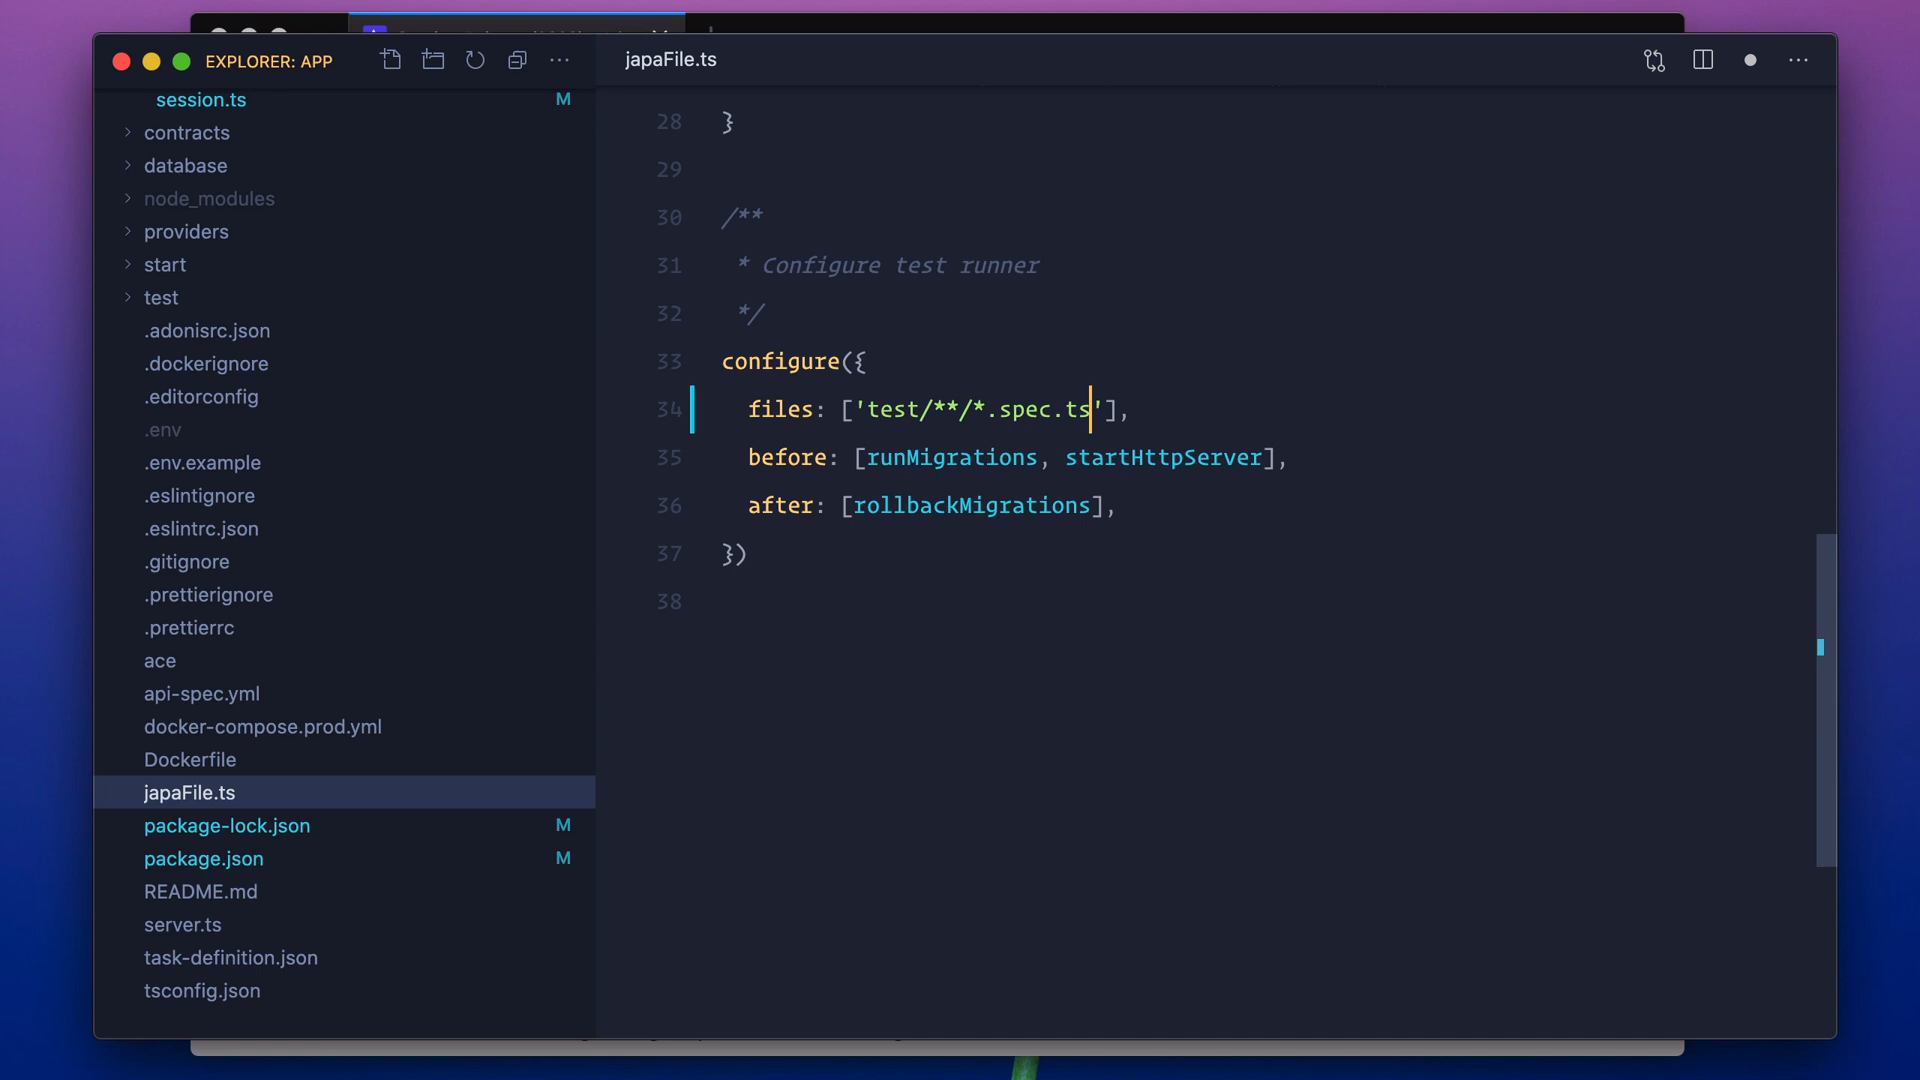 EXPLORER: APP
japaFile.ts
session.ts M
contracts
database
node_modules
providers
start
test
.adonisrc.json
.dockerignore
.editorconfig
.env
.env.example
.eslintignore
.eslintrc.json
.gitignore
.prettierignore
.prettierrc
ace
api-spec.yml
docker-compose.prod.yml
Dockerfile
japaFile.ts
package-lock.json M
package.json M
README.md
server.ts
task-definition.json
tsconfig.json
28 }
29
30 /**
31 * Configure test runner
32 */
33 configure({
34 files: ['test/**/*.spec.ts'],
35 before: [runMigrations, startHttpServer],
36 after: [rollbackMigrations],
37 })
38